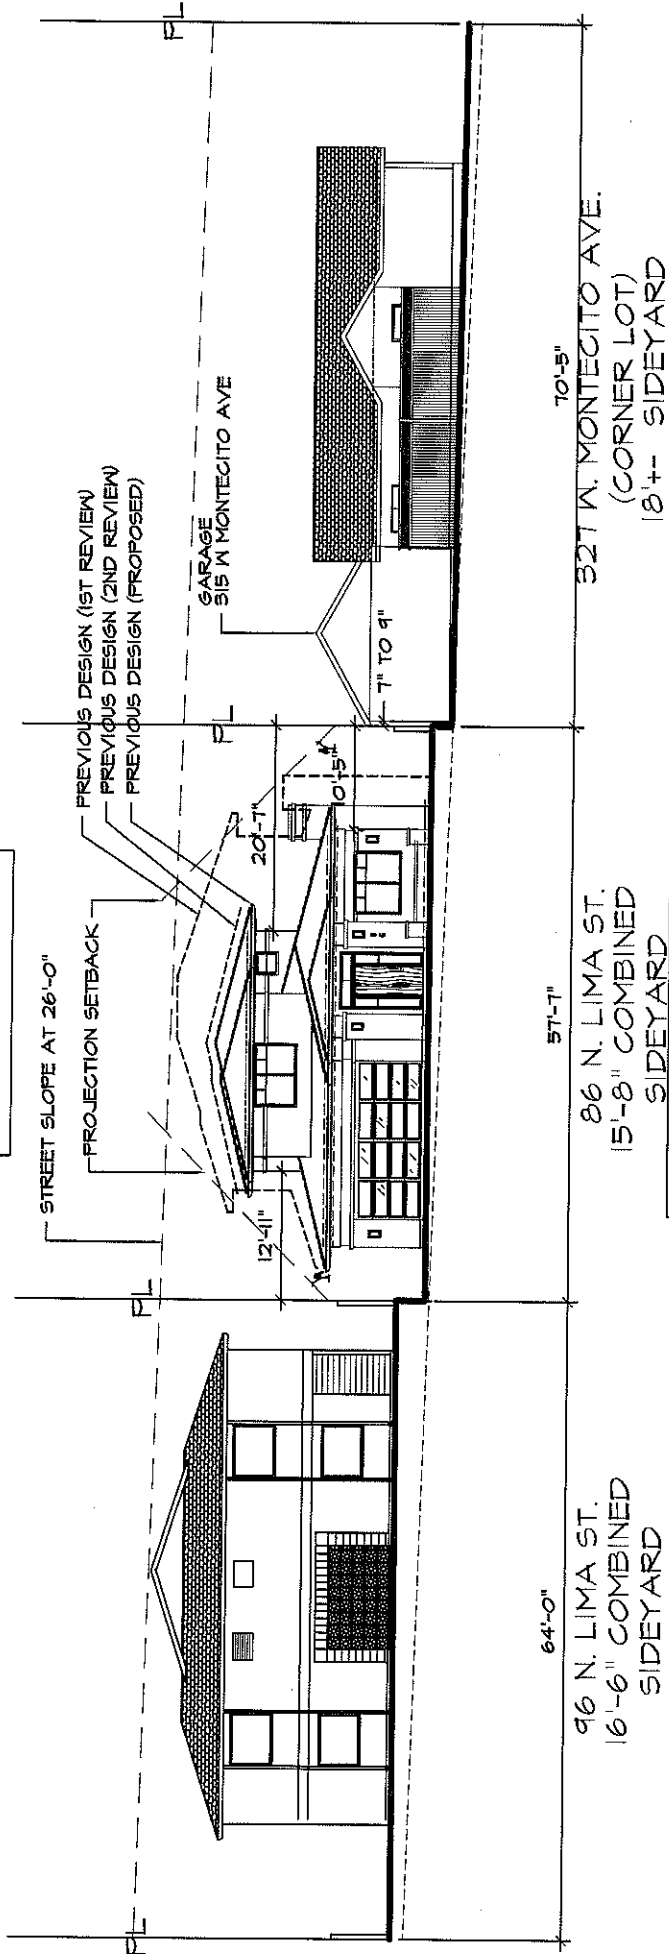 STREET SLOPE AT 26'-0"
PROJECTION SETBACK
PREVIOUS DESIGN (1ST REVIEW)
PREVIOUS DESIGN (2ND REVIEW)
PREVIOUS DESIGN (PROPOSED)
GARAGE
315 W MONTECITO AVE
PL
PL
PL
PL
12'-11"
20'-7"
10'-5"
7" TO 9"
64'-0"
57'-7"
70'-5"
96 N. LIMA ST.
16'-6" COMBINED
SIDEYARD
86 N. LIMA ST.
15'-8" COMBINED
SIDEYARD
327 W. MONTECITO AVE.
(CORNER LOT)
18'+- SIDEYARD